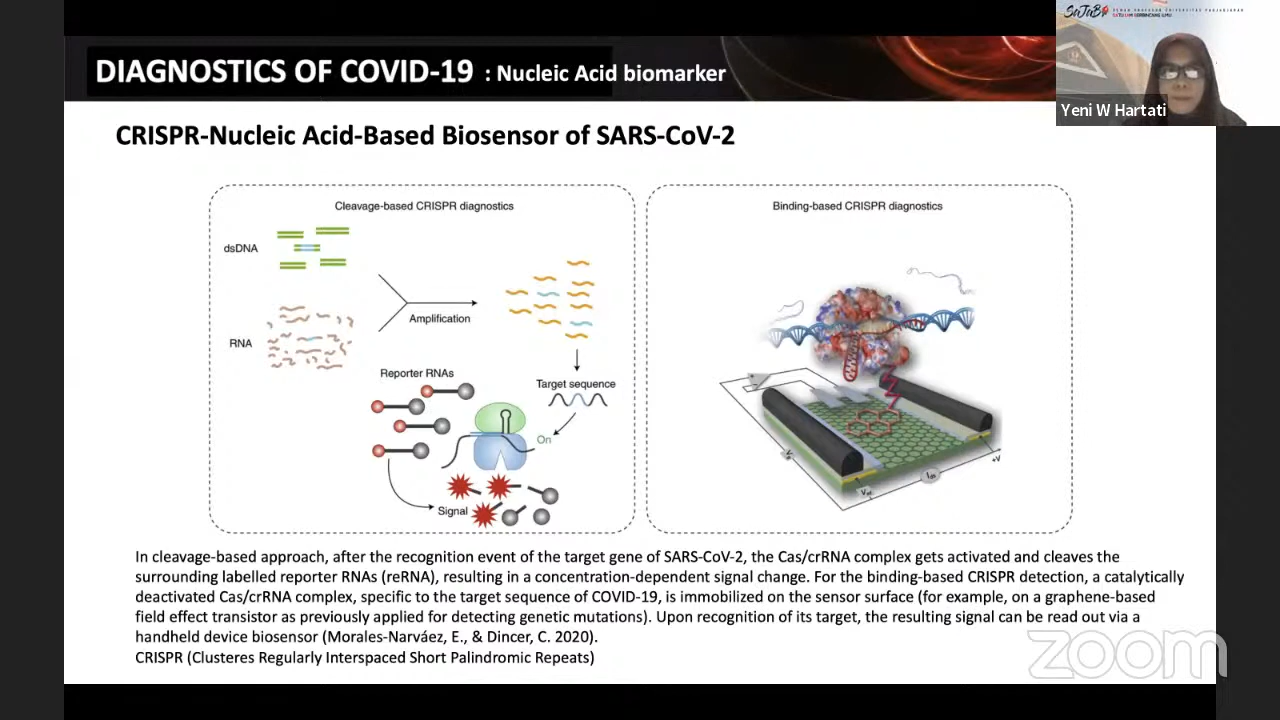 SaTuBi
DEWAN PROFESOR UNIVERSITAS PADJADJARAN
Yeni W Hartati
DIAGNOSTICS OF COVID-19 : Nucleic Acid biomarker
CRISPR-Nucleic Acid-Based Biosensor of SARS-CoV-2
Cleavage-based CRISPR diagnostics
dsDNA
Amplification
RNA
Reporter RNAs
Target sequence
On
Signal
Binding-based CRISPR diagnostics
+V
In cleavage-based approach, after the recognition event of the target gene of SARS-CoV-2, the Cas/crRNA complex gets activated and cleaves the
surrounding labelled reporter RNAs (reRNA), resulting in a concentration-dependent signal change. For the binding-based CRISPR detection, a catalytically
deactivated Cas/crRNA complex, specific to the target sequence of COVID-19, is immobilized on the sensor surface (for example, on a graphene-based
field effect transistor as previously applied for detecting genetic mutations). Upon recognition of its target, the resulting signal can be read out via a
handheld device biosensor (Morales-Narváez, E., & Dincer, C. 2020).
CRISPR (Clusteres Regularly Interspaced Short Palindromic Repeats)
zoom